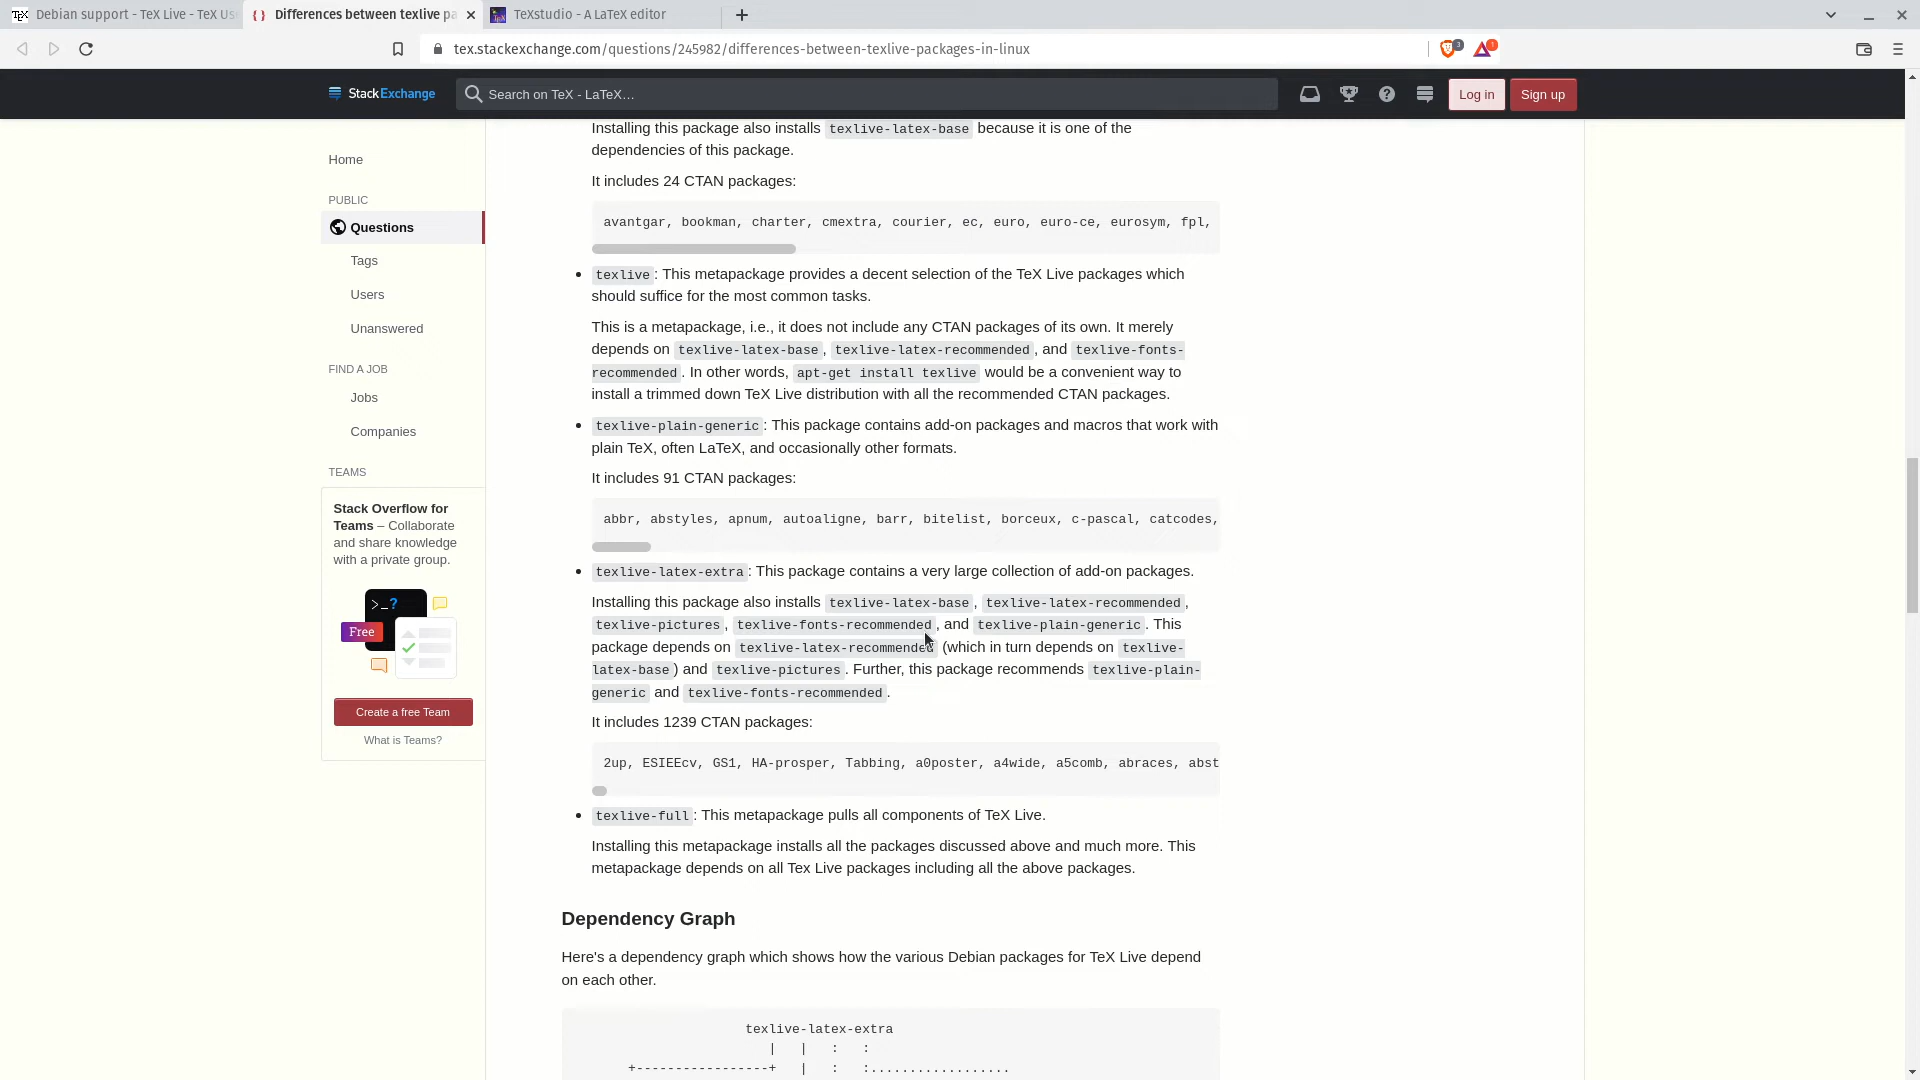 Debian support - TeX Live - TeX Us
Differences between texlive pa
TeXstudio - A LaTeX editor
tex.stackexchange.com/questions/245982/differences-between-texlive-packages-in-linux
3
1
StackExchange
Search on TeX - LaTeX…
Log in
Sign up
Home
PUBLIC
Questions
Tags
Users
Unanswered
FIND A JOB
Jobs
Companies
TEAMS
Stack Overflow for
Teams – Collaborate
and share knowledge
with a private group.
>_?
Free
Create a free Team
What is Teams?
Installing this package also installs texlive-latex-base because it is one of the
dependencies of this package.
It includes 24 CTAN packages:
avantgar, bookman, charter, cmextra, courier, ec, euro, euro-ce, eurosym, fpl,
• texlive: This metapackage provides a decent selection of the TeX Live packages which
should suffice for the most common tasks.
This is a metapackage, i.e., it does not include any CTAN packages of its own. It merely
depends on texlive-latex-base, texlive-latex-recommended, and texlive-fonts-
recommended. In other words, apt-get install texlive would be a convenient way to
install a trimmed down TeX Live distribution with all the recommended CTAN packages.
• texlive-plain-generic: This package contains add-on packages and macros that work with
plain TeX, often LaTeX, and occasionally other formats.
It includes 91 CTAN packages:
abbr, abstyles, apnum, autoaligne, barr, bitelist, borceux, c-pascal, catcodes,
• texlive-latex-extra: This package contains a very large collection of add-on packages.
Installing this package also installs texlive-latex-base, texlive-latex-recommended,
texlive-pictures, texlive-fonts-recommended, and texlive-plain-generic. This
package depends on texlive-latex-recommended (which in turn depends on texlive-
latex-base) and texlive-pictures. Further, this package recommends texlive-plain-
generic and texlive-fonts-recommended.
It includes 1239 CTAN packages:
2up, ESIEEcv, GS1, HA-prosper, Tabbing, a0poster, a4wide, a5comb, abraces, abst
• texlive-full: This metapackage pulls all components of TeX Live.
Installing this metapackage installs all the packages discussed above and much more. This
metapackage depends on all Tex Live packages including all the above packages.
Dependency Graph
Here's a dependency graph which shows how the various Debian packages for TeX Live depend
on each other.
texlive-latex-extra
| | : :
+-----------------+ | : :..................